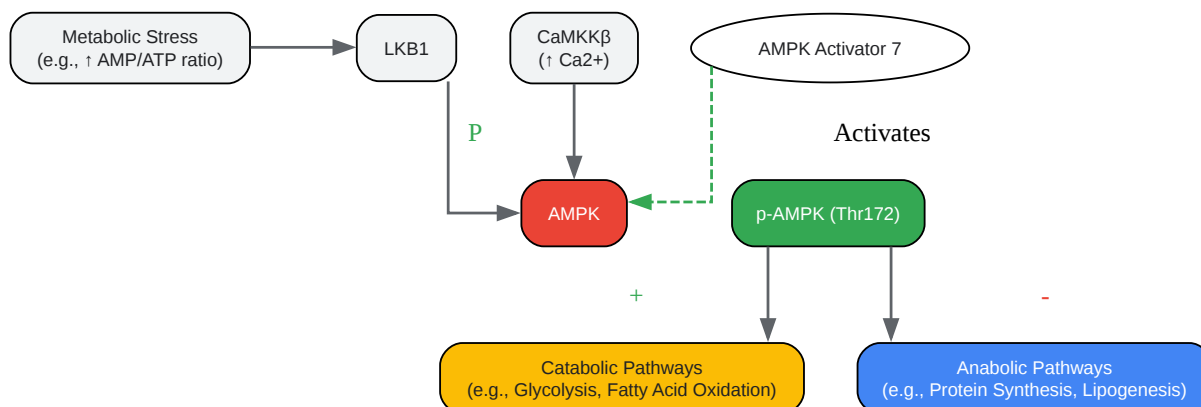 Metabolic Stress
(e.g., ↑ AMP/ATP ratio)
LKB1
CaMKKβ
(↑ Ca2+)
AMPK Activator 7
P
Activates
AMPK
p-AMPK (Thr172)
+
-
Catabolic Pathways
(e.g., Glycolysis, Fatty Acid Oxidation)
Anabolic Pathways
(e.g., Protein Synthesis, Lipogenesis)